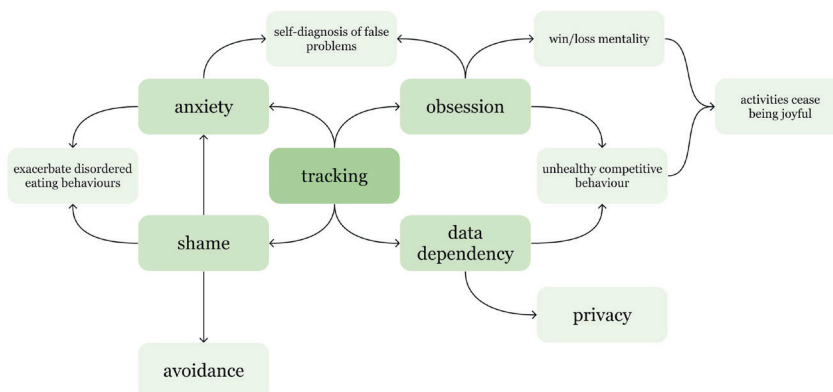 self-diagnosis of false
problems
win/loss mentality
anxiety
obsession
activities cease
being joyful
exacerbate disordered
eating behaviours
tracking
unhealthy competitive
behaviour
shame
data
dependency
privacy
avoidance